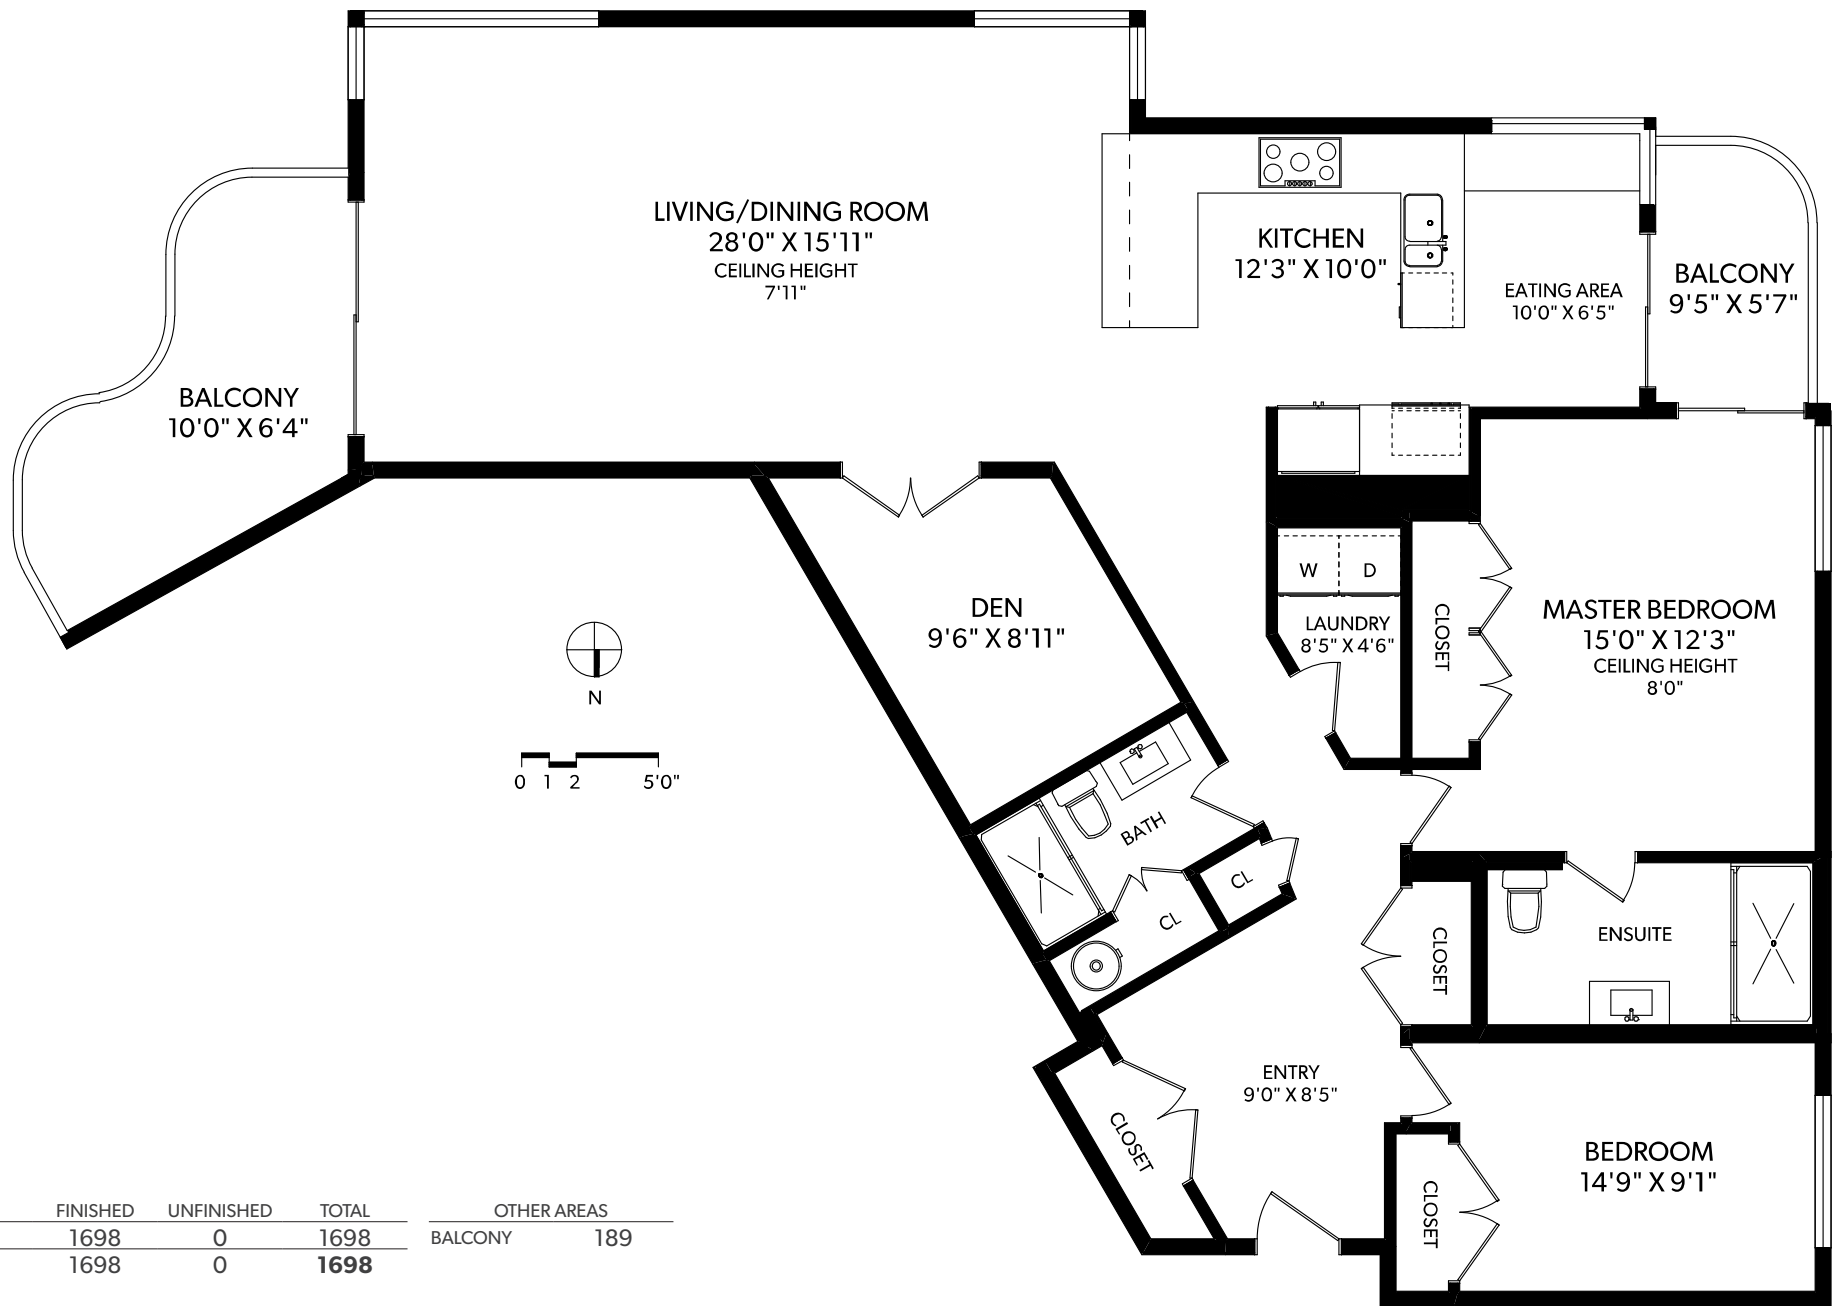 LIVING/DINING ROOM
28'0" X 15'11"
CEILING HEIGHT
7'11"
KITCHEN
12'3" X 10'0"
EATING AREA
10'0" X 6'5"
BALCONY
9'5" X 5'7"
BALCONY
10'0" X 6'4"
DEN
9'6" X 8'11"
W D
LAUNDRY
8'5" X 4'6"
CLOSET
MASTER BEDROOM
15'0" X 12'3"
CEILING HEIGHT
8'0"
N
0 1 2 5'0"
BATH
CL
CL
CLOSET
ENSUITE
ENTRY
9'0" X 8'5"
CLOSET
BEDROOM
14'9" X 9'1"
CLOSET
FINISHED UNFINISHED TOTAL
1698 0 1698
1698 0 1698
OTHER AREAS
BALCONY 189